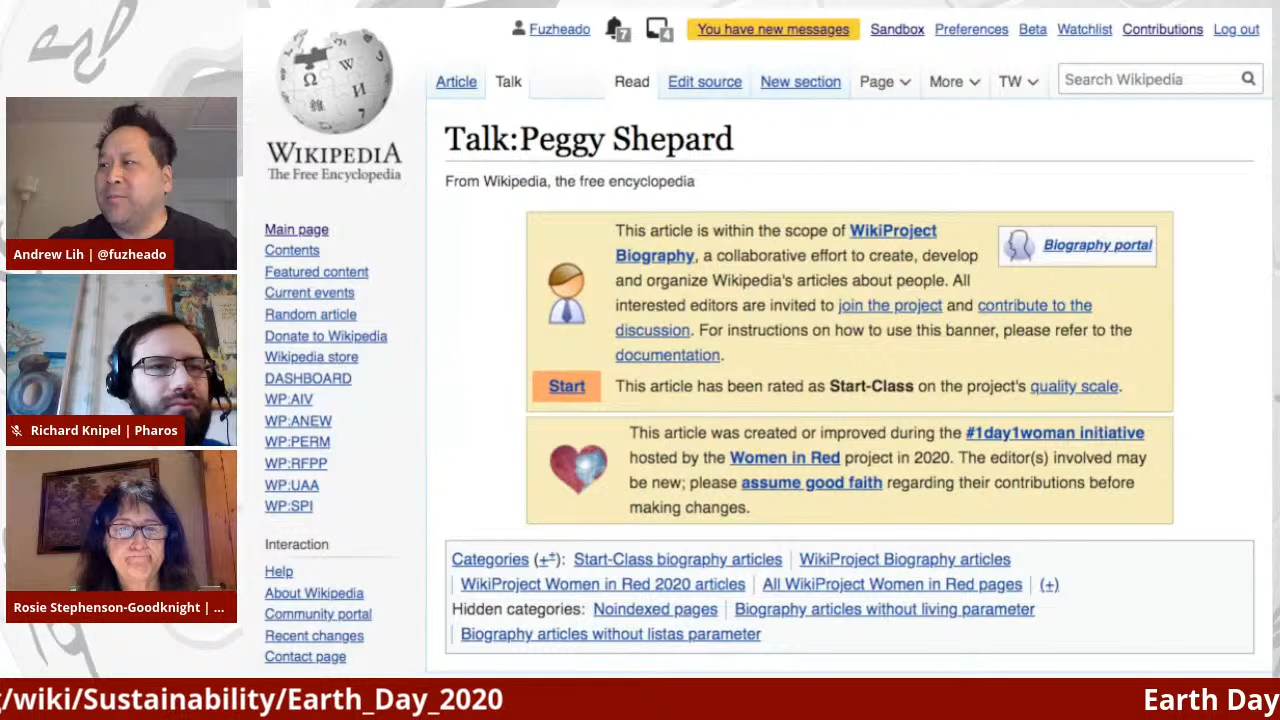 Andrew Lih | @fuzheado
Richard Knipel | Pharos
Rosie Stephenson-Goodknight | ...
WIKIPEDIA
The Free Encyclopedia
Main page
Contents
Featured content
Current events
Random article
Donate to Wikipedia
Wikipedia store
DASHBOARD
WP:AIV
WP:ANEW
WP:PERM
WP:RFPP
WP:UAA
WP:SPI
Interaction
Help
About Wikipedia
Community portal
Recent changes
Contact page
Fuzheado 7 4 You have new messages Sandbox Preferences Beta Watchlist Contributions Log out
Article Talk Read Edit source New section Page More TW Search Wikipedia
Talk:Peggy Shepard
From Wikipedia, the free encyclopedia
This article is within the scope of WikiProject
Biography, a collaborative effort to create, develop
and organize Wikipedia's articles about people. All
interested editors are invited to join the project and contribute to the
discussion. For instructions on how to use this banner, please refer to the
documentation.
Biography portal
Start This article has been rated as Start-Class on the project's quality scale.
This article was created or improved during the #1day1woman initiative
hosted by the Women in Red project in 2020. The editor(s) involved may
be new; please assume good faith regarding their contributions before
making changes.
Categories (+±): Start-Class biography articles | WikiProject Biography articles
| WikiProject Women in Red 2020 articles | All WikiProject Women in Red pages | (+)
Hidden categories: Noindexed pages | Biography articles without living parameter
| Biography articles without listas parameter
/wiki/Sustainability/Earth_Day_2020 Earth Day